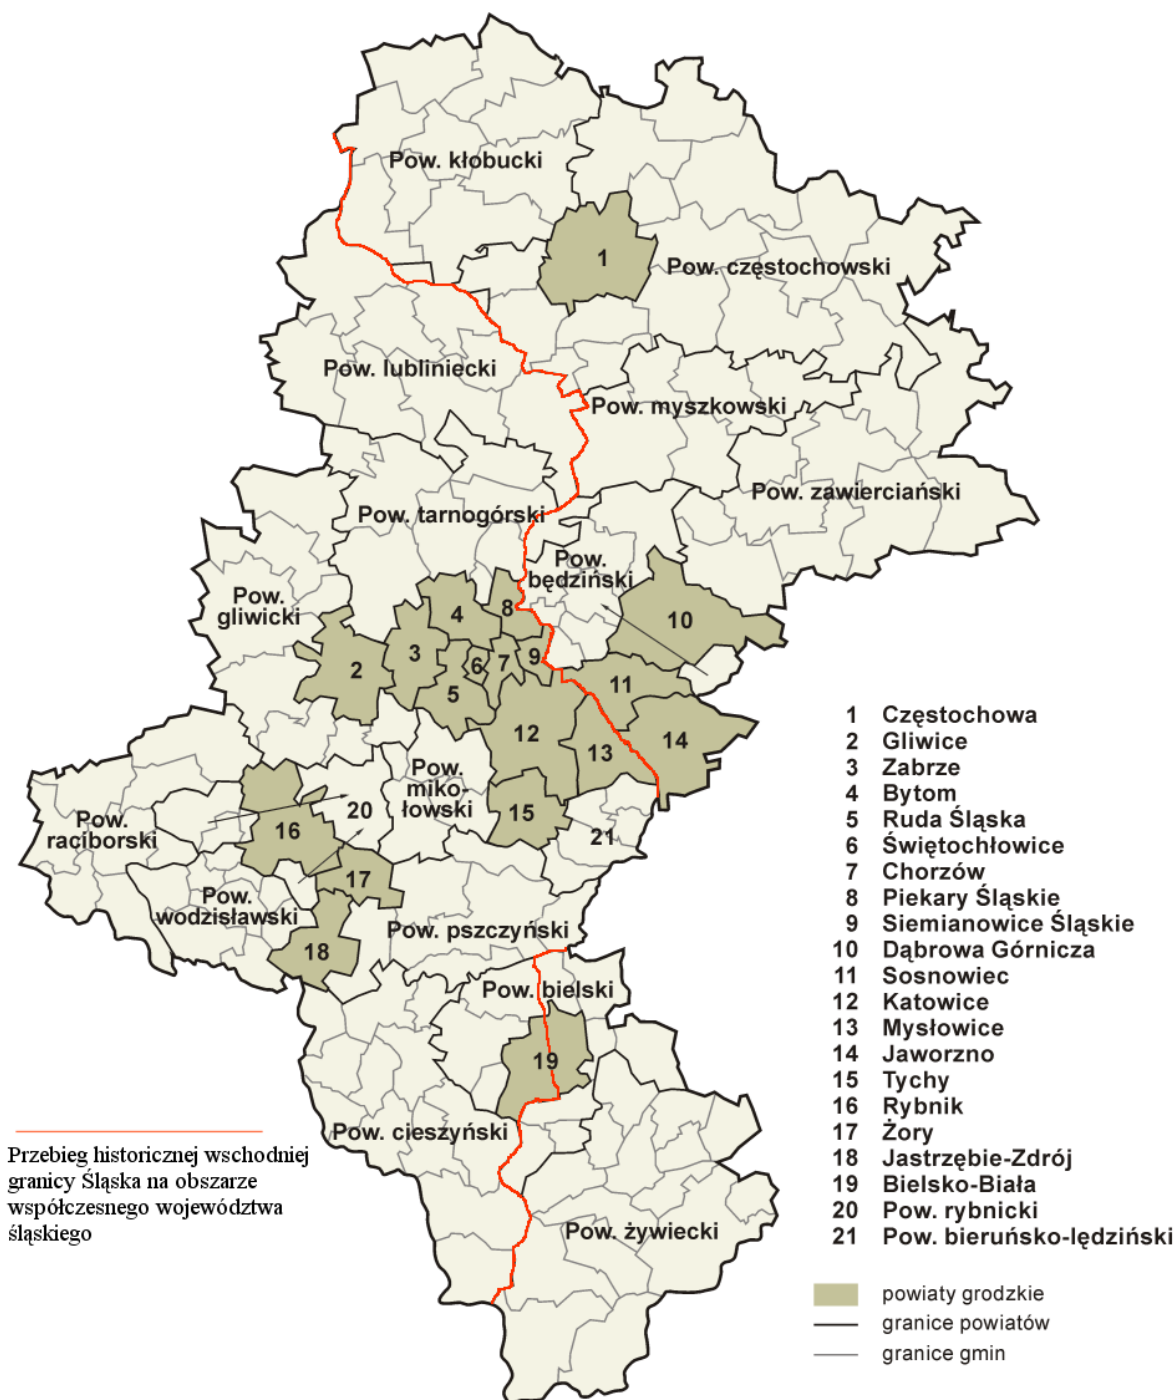 Pow. kłobucki
1
Pow. częstochowski
Pow. lubliniecki
Pow. myszkowski
Pow. zawierciański
Pow. tarnogórski
Pow.
będziński
Pow.
gliwicki
8
4
10
3
2
6
7
9
5
11
12
13
14
Pow.
miko-
łowski
20
15
Pow.
raciborski
16
21
17
Pow.
wodzisławski
18
Pow. pszczyński
Pow. bielski
19
Pow. cieszyński
Pow. żywiecki
Przebieg historicznej wschodniej
granicy Śląska na obszarze
współczesnego województwa
śląskiego
1 Częstochowa
2 Gliwice
3 Zabrze
4 Bytom
5 Ruda Śląska
6 Świętochłowice
7 Chorzów
8 Piekary Śląskie
9 Siemianowice Śląskie
10 Dąbrowa Górnicza
11 Sosnowiec
12 Katowice
13 Mysłowice
14 Jaworzno
15 Tychy
16 Rybnik
17 Żory
18 Jastrzębie-Zdrój
19 Bielsko-Biała
20 Pow. rybnicki
21 Pow. bieruńsko-lędziński
powiaty grodzkie
granice powiatów
granice gmin